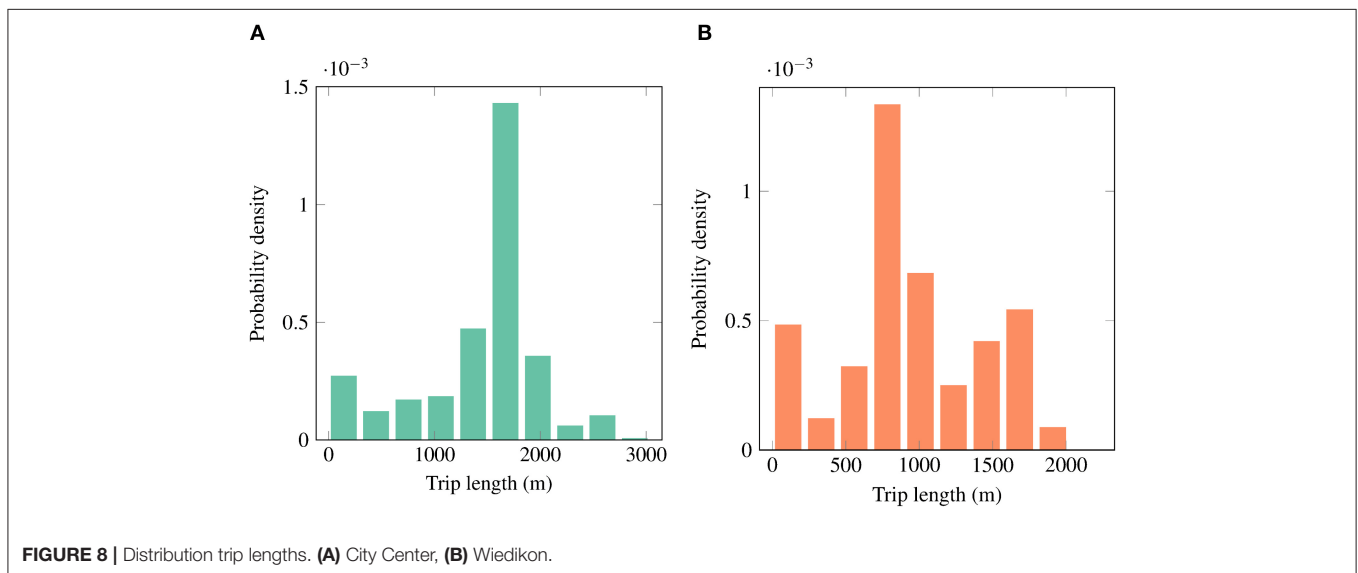 A
·10⁻³
1.5
1
0.5
0
Probability density
0 1000 2000 3000
Trip length (m)
B
·10⁻³
1
0.5
0
Probability density
0 500 1000 1500 2000
Trip length (m)
FIGURE 8 | Distribution trip lengths. (A) City Center, (B) Wiedikon.